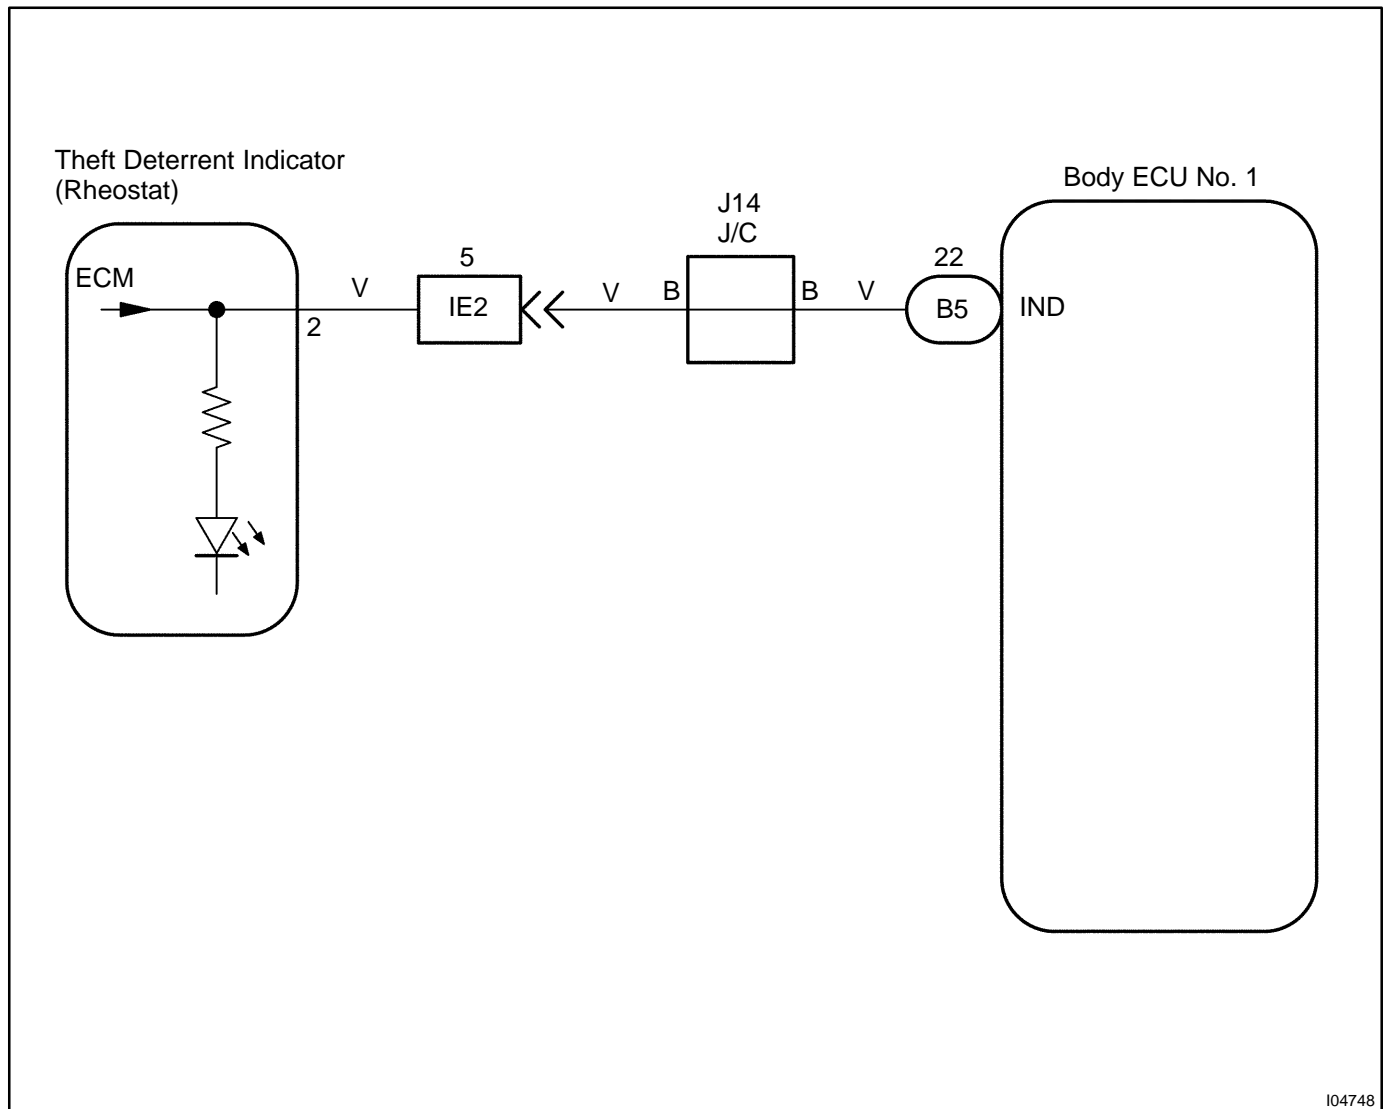 Theft Deterrent Indicator
(Rheostat)
Body ECU No. 1
J14
J/C
ECM
2
V
5
IE2
V
B
B
V
22
B5
IND
I04748